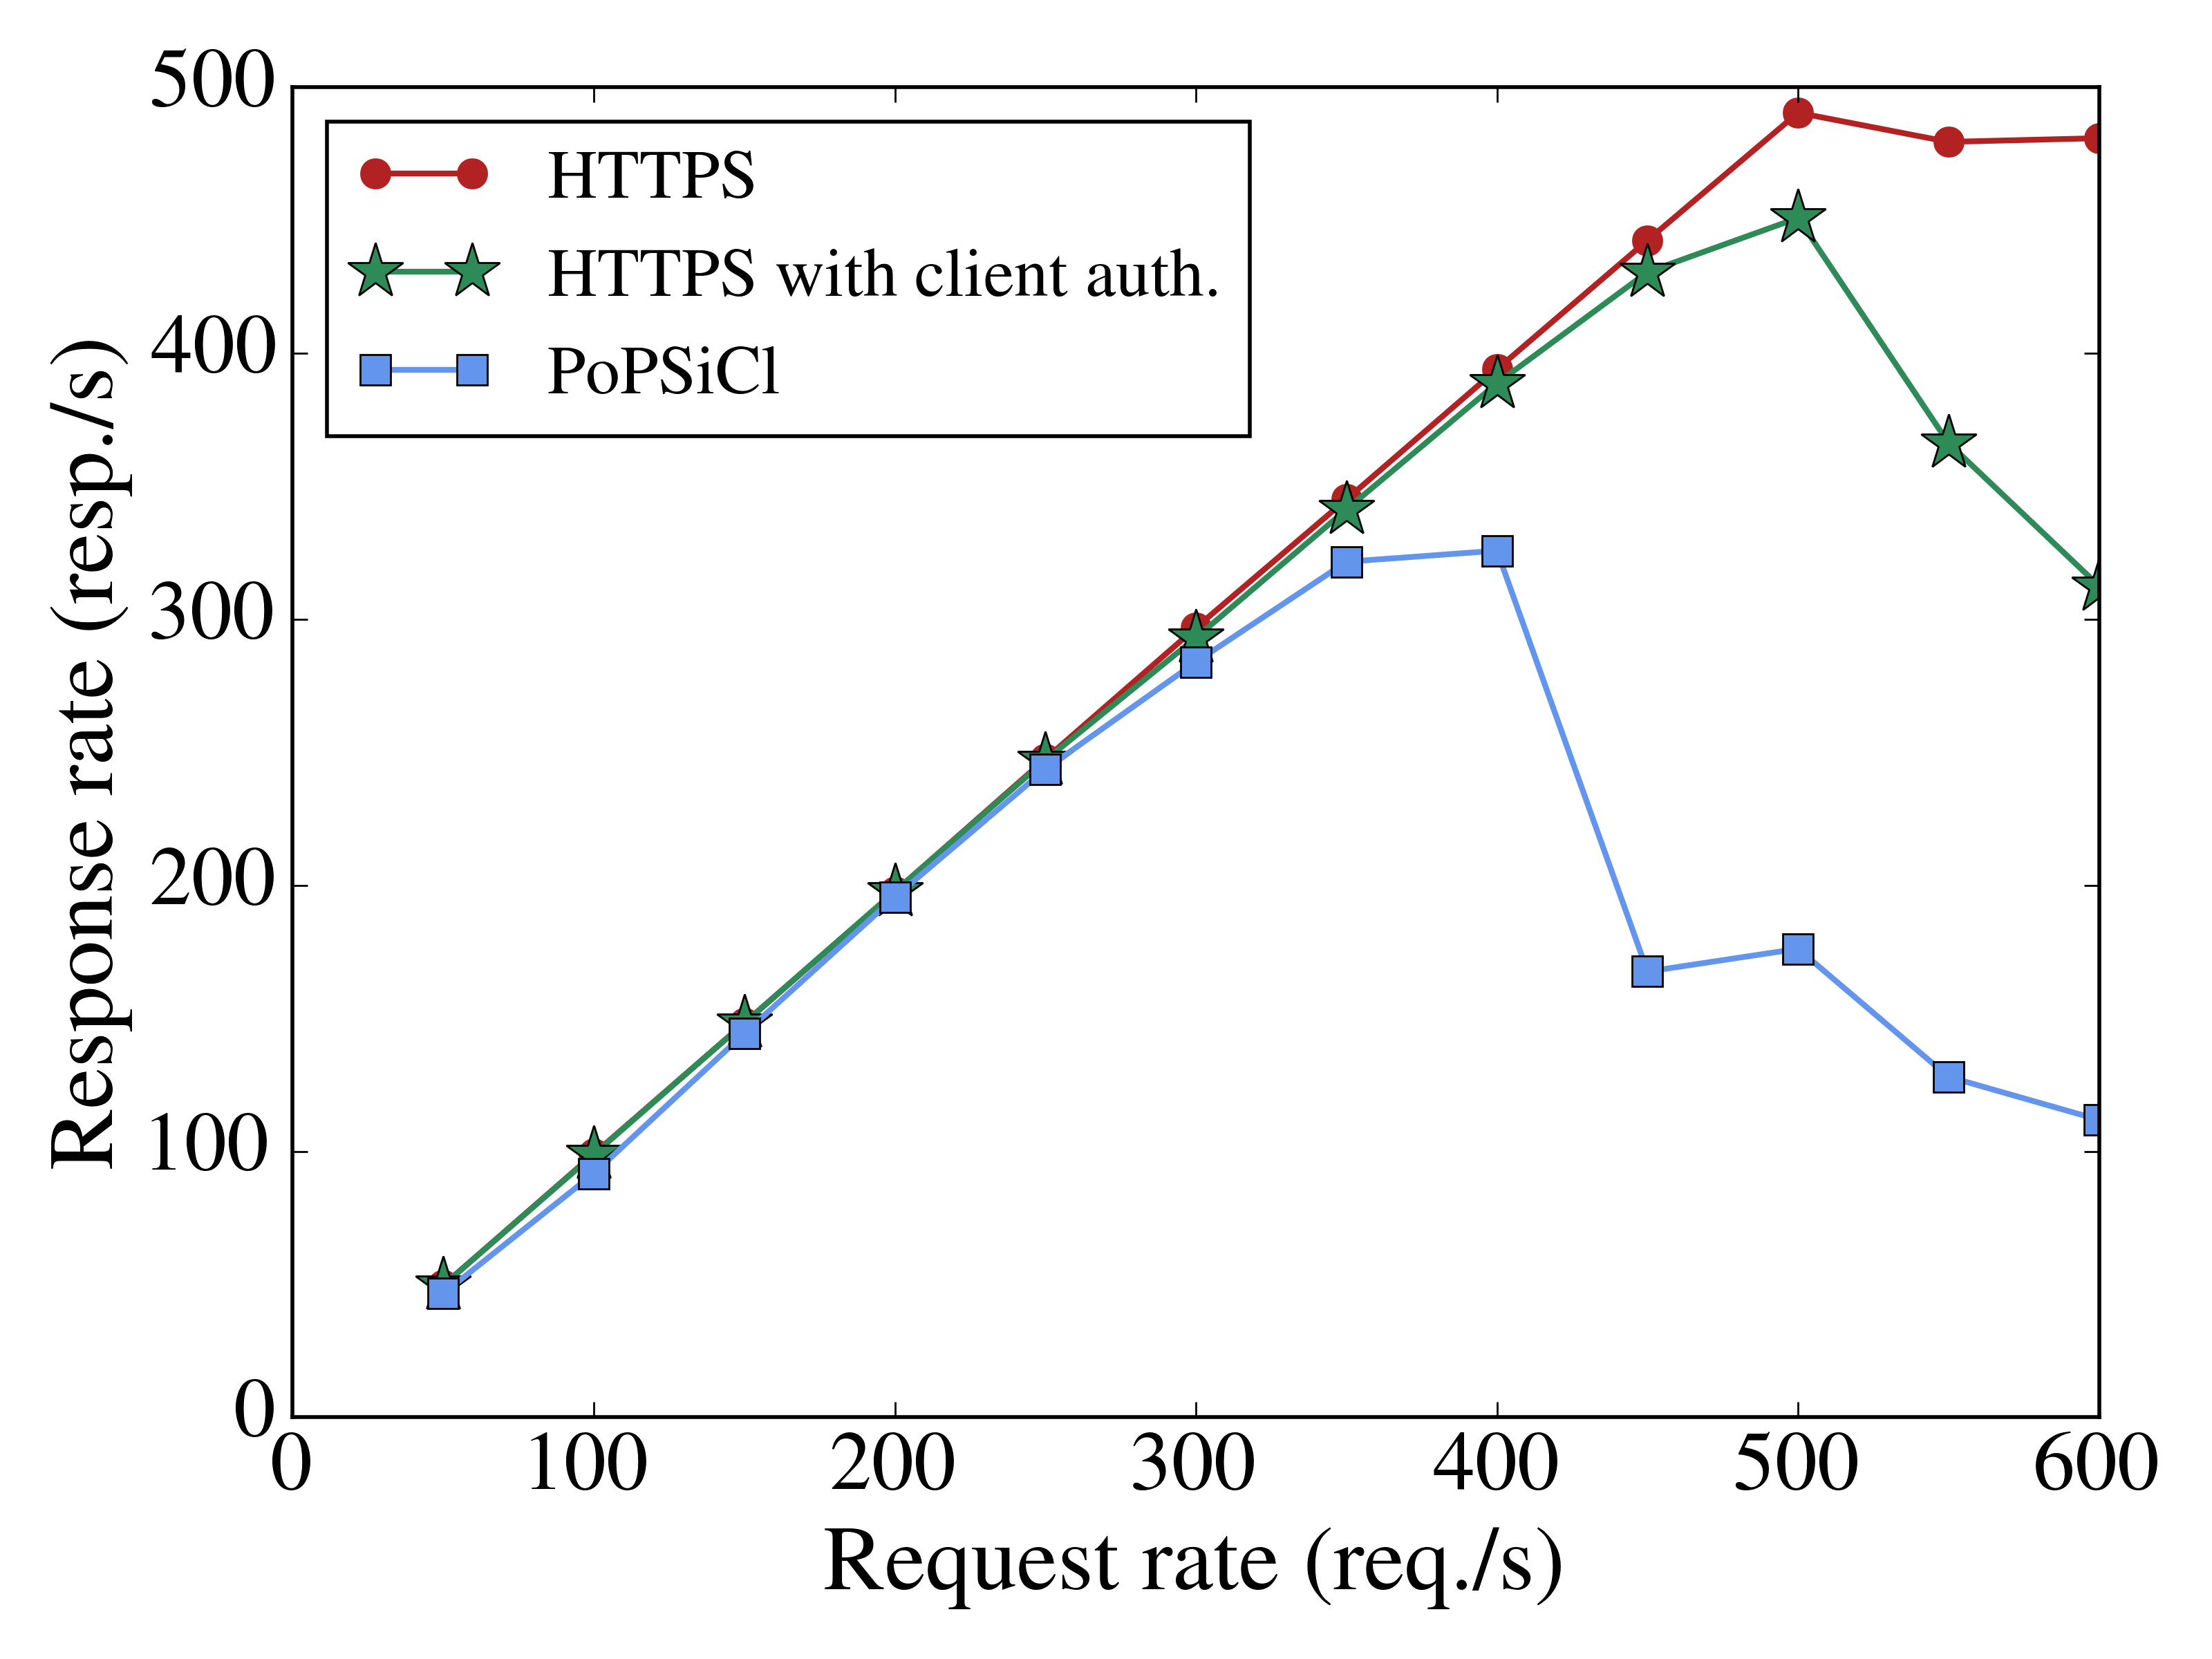 500
400
300
200
100
0
Response rate (resp./s)
HTTPS
HTTPS with client auth.
PoPSiCl
0 100 200 300 400 500 600
Request rate (req./s)